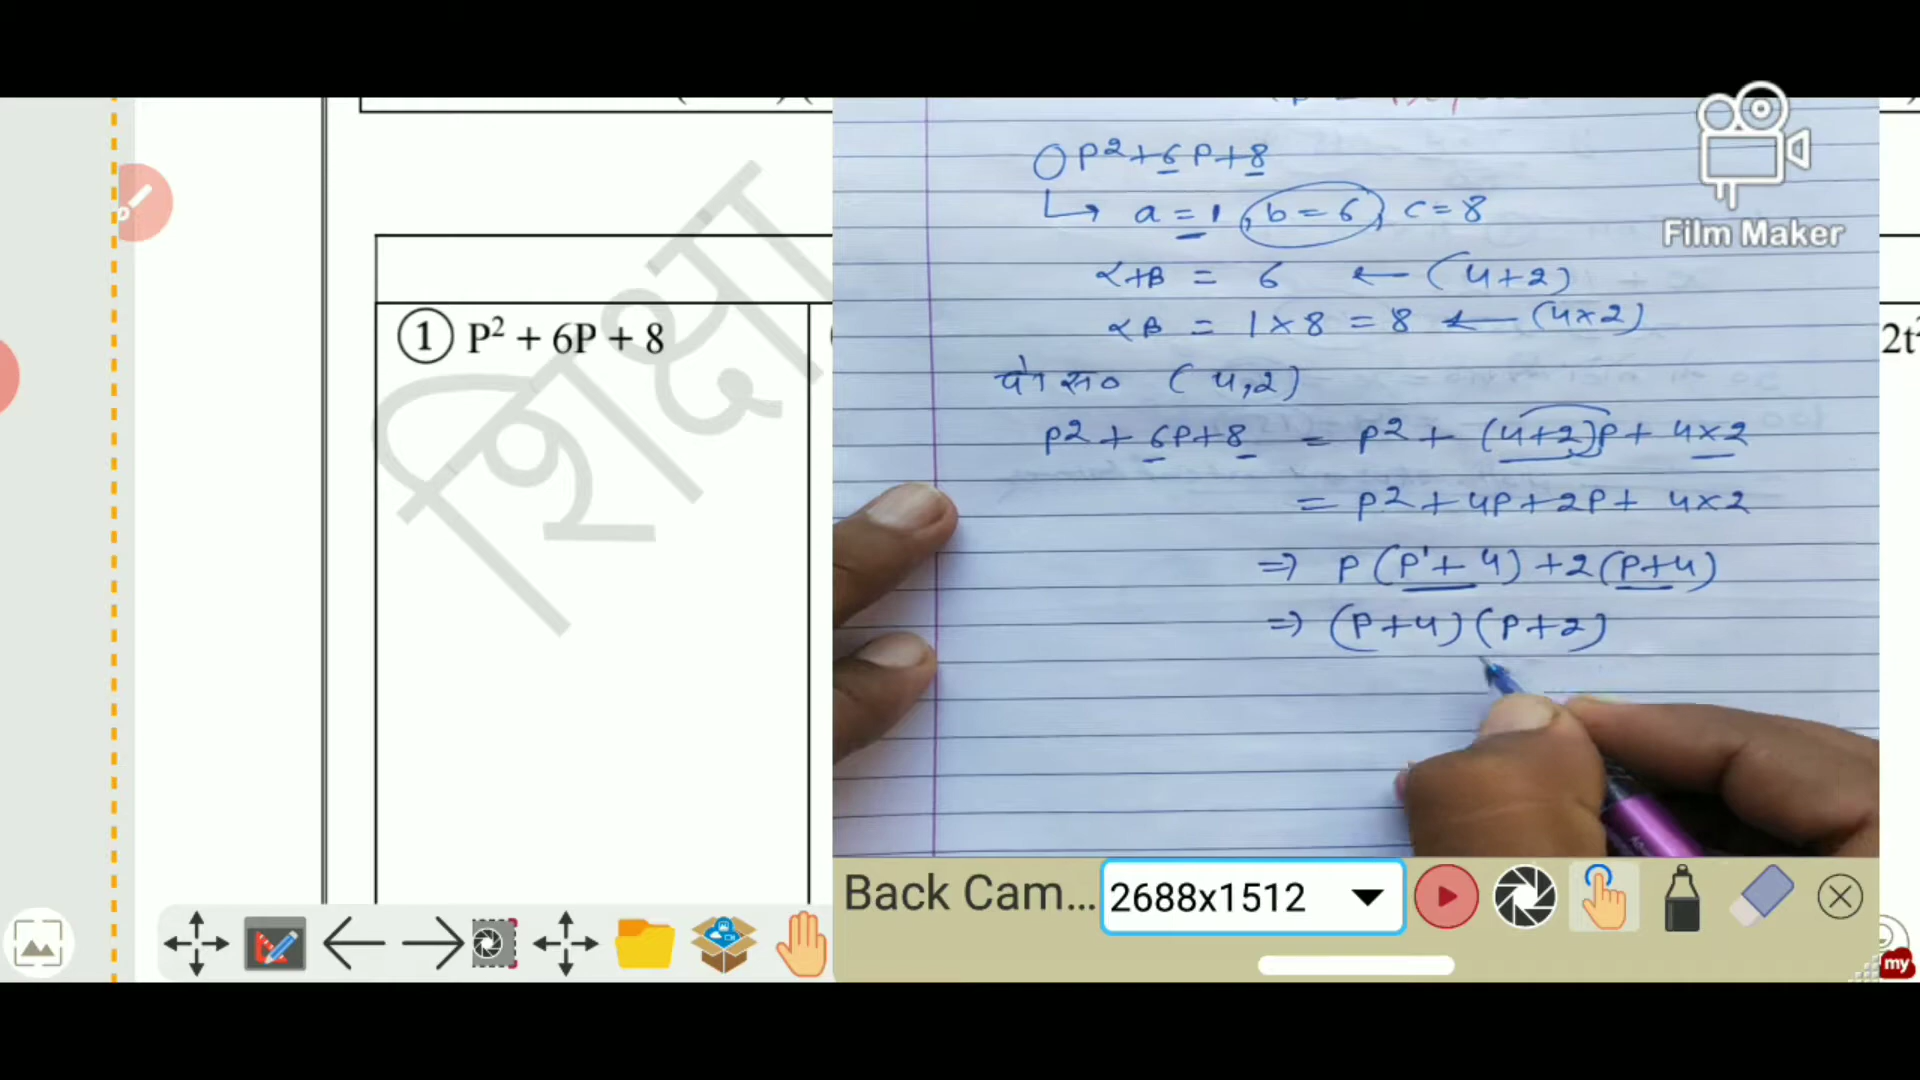 Film Maker
① P² + 6P + 8
शिक्षा
P² + 6P + 8
↳ a = 1, b = 6, c = 8
α+β = 6 ← (4+2)
αβ = 1×8 = 8 ← (4×2)
(4,2)
P² + 6P + 8 = P² + (4+2)P + 4×2
= P² + 4P + 2P + 4×2
⇒ P(P+4) + 2(P+4)
⇒ (P+4)(P+2)
2t²
Back Cam... 2688x1512
my